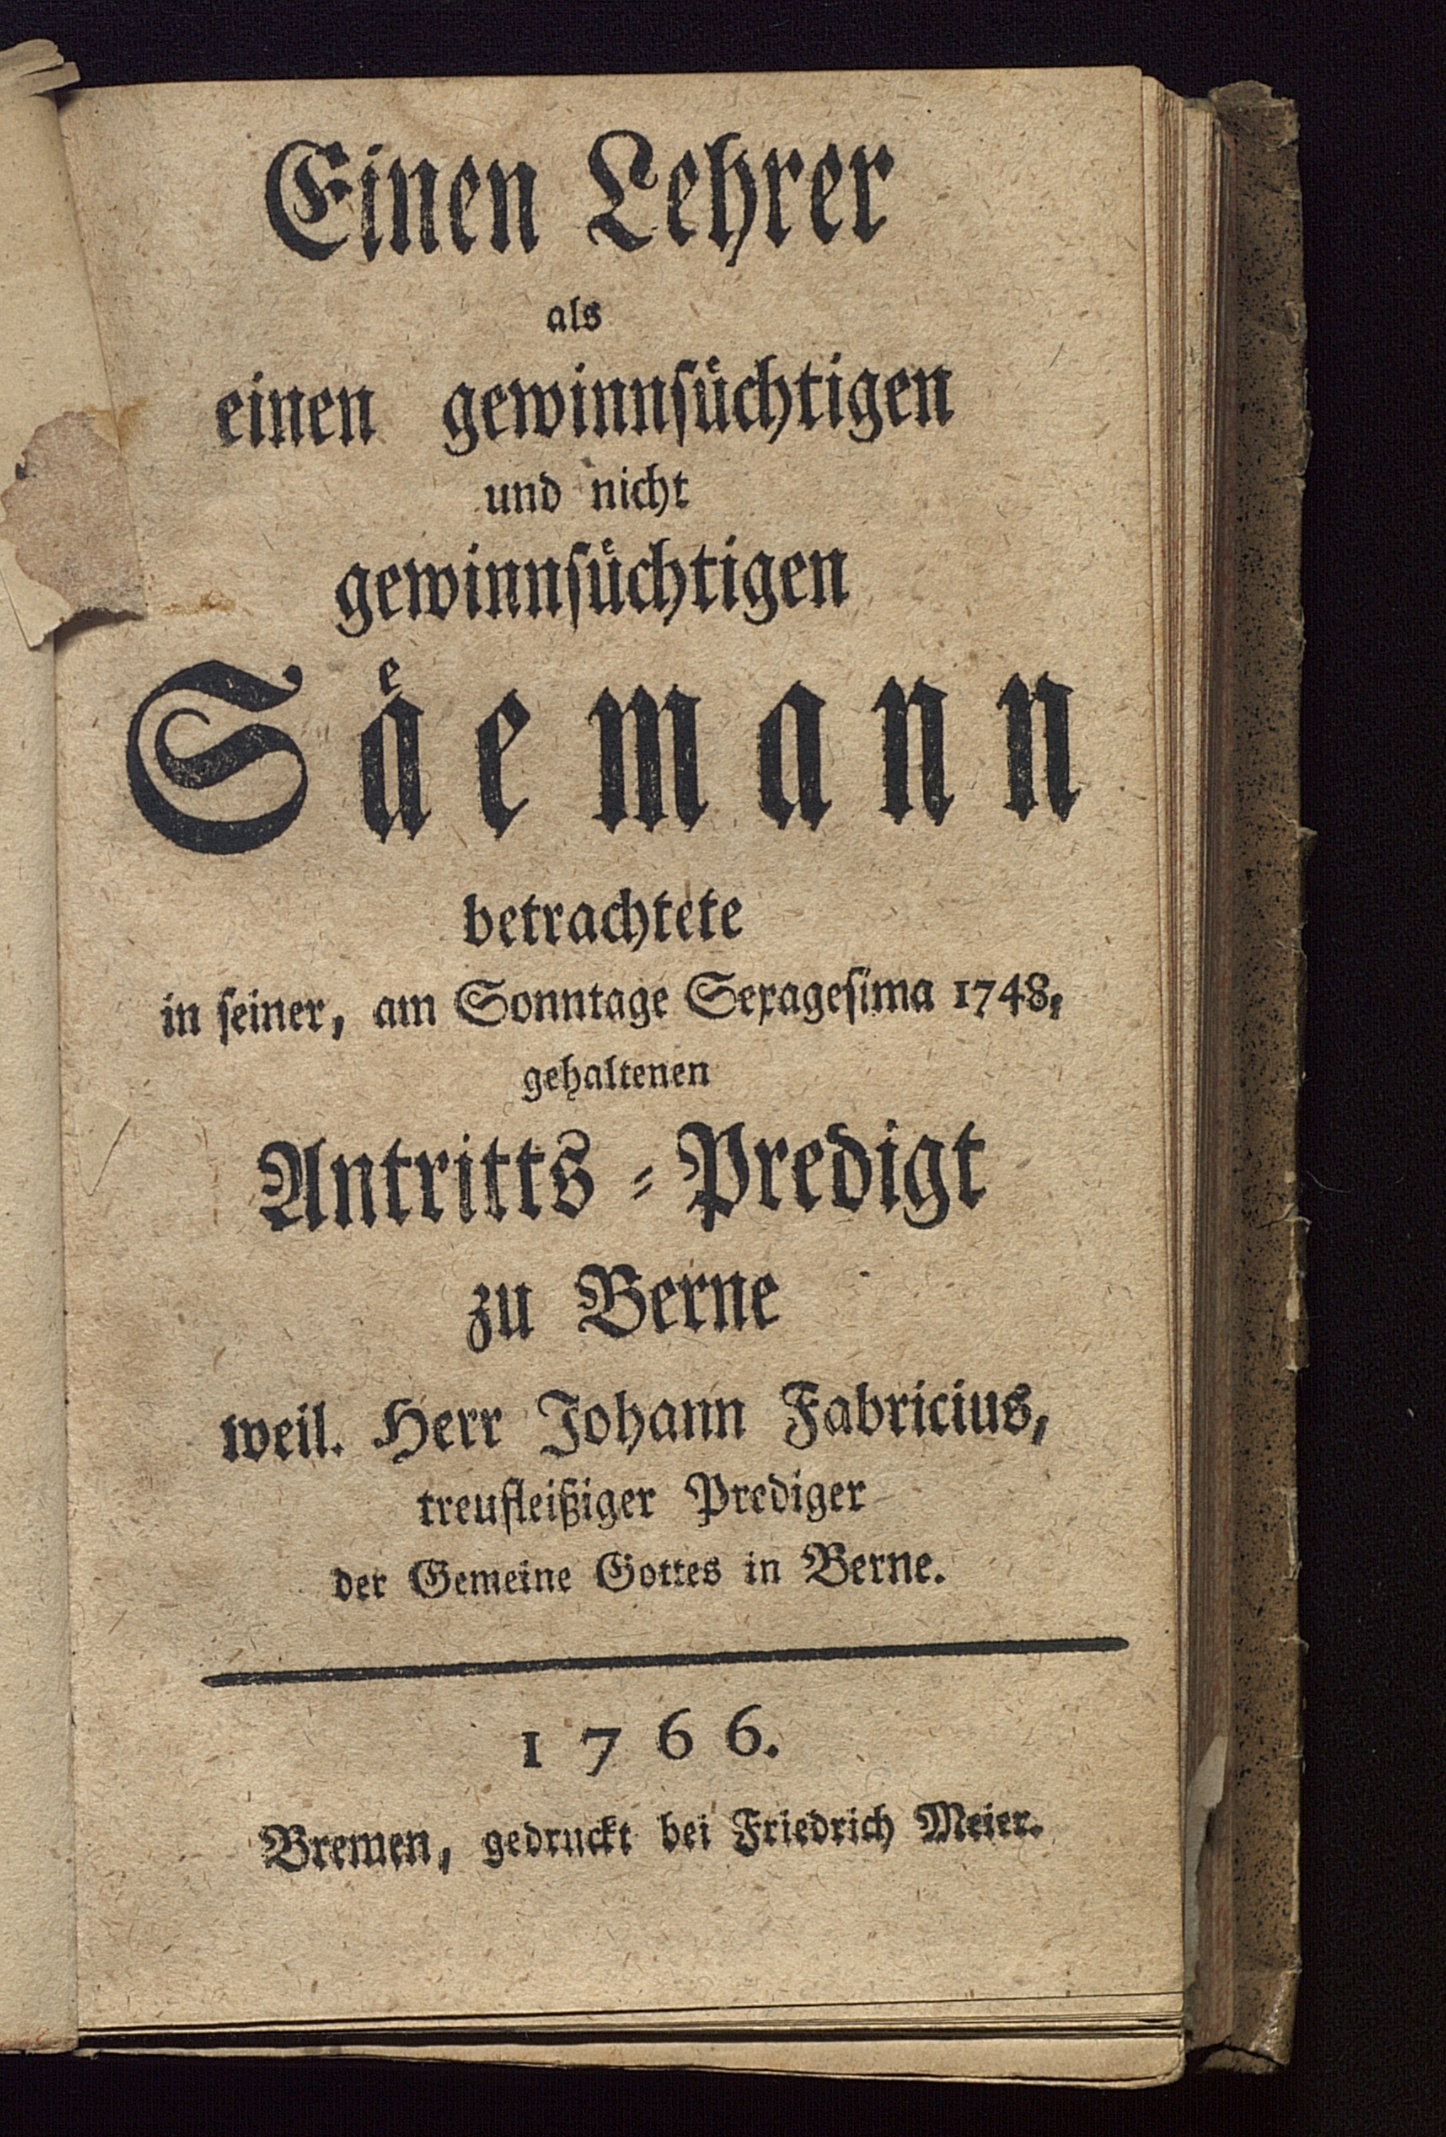 Einen Lehrer
als
einen gewinnsüchtigen
und nicht
gewinnsüchtigen
Säemann
betrachtete
in seiner, am Sonntage Sexagesima 1748,
gehaltenen
Antritts-Predigt
zu Berne
weil. Herr Johann Fabricius,
treufleißiger Prediger
der Gemeine Gottes in Berne.
1766.
Bremen, gedruckt bei Friedrich Meier.